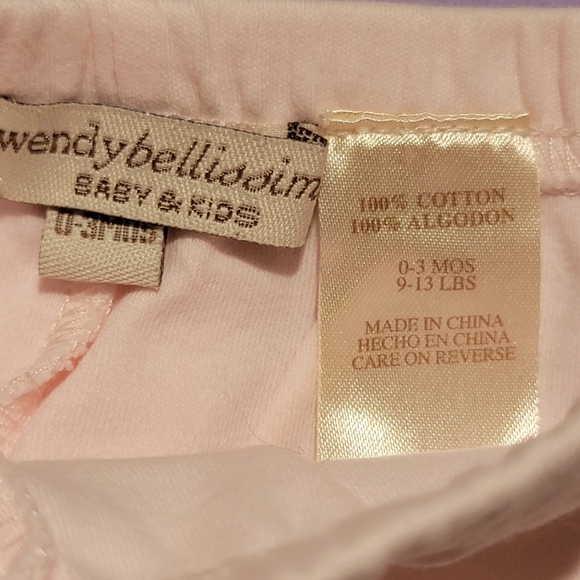 wendybellissim
BABY & KIDS
0-3MOS
100% COTTON
100% ALGODON
0-3 MOS
9-13 LBS
MADE IN CHINA
HECHO EN CHINA
CARE ON REVERSE